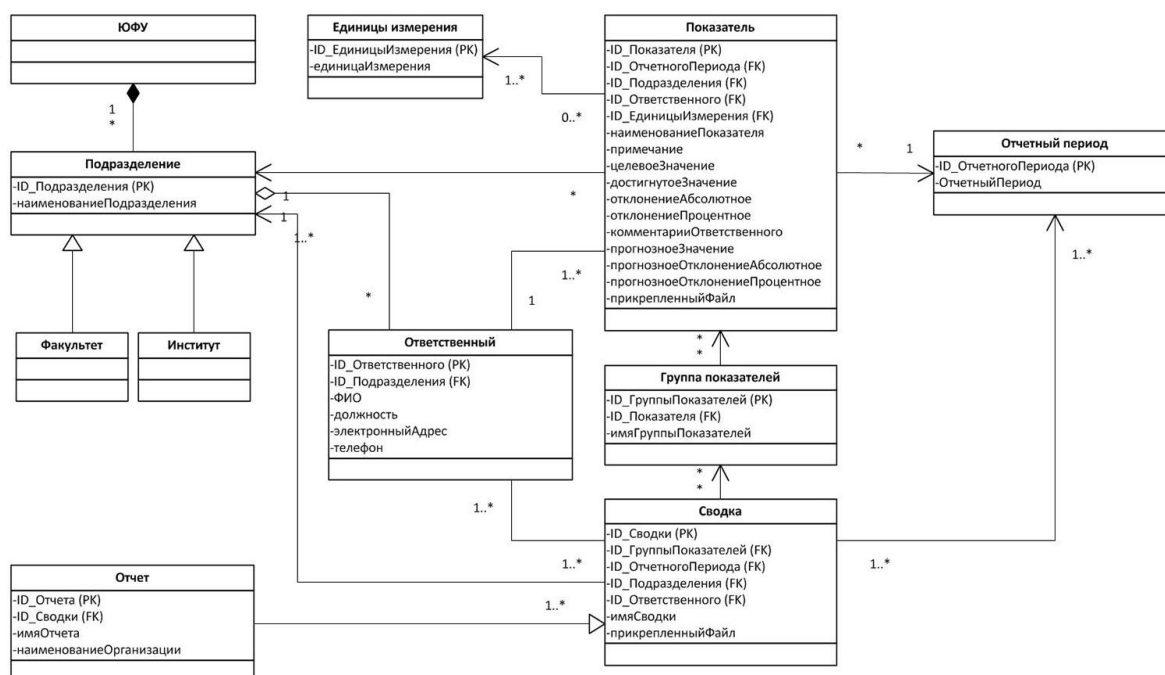 ЮФУ
1
*
Подразделение
-ID_Подразделения (PK)
-наименованиеПодразделения
1
1
1..*
*
Факультет
Институт
Единицы измерения
-ID_ЕдиницыИзмерения (PK)
-единицаИзмерения
1..*
0..*
*
1..*
1
Показатель
-ID_Показателя (PK)
-ID_ОтчетногоПериода (FK)
-ID_Подразделения (FK)
-ID_Ответственного (FK)
-ID_ЕдиницыИзмерения (FK)
-наименованиеПоказателя
-примечание
-целевоеЗначение
-достигнутоеЗначение
-отклонениеАбсолютное
-отклонениеПроцентное
-комментарииОтветственного
-прогнозноеЗначение
-прогнозноеОтклонениеАбсолютное
-прогнозноеОтклонениеПроцентное
-прикрепленныйФайл
*
1
Отчетный период
-ID_ОтчетногоПериода (PK)
-ОтчетныйПериод
1..*
Ответственный
-ID_Ответственного (PK)
-ID_Подразделения (FK)
-ФИО
-должность
-электронныйАдрес
-телефон
1..*
*
*
Группа показателей
-ID_ГруппыПоказателей (PK)
-ID_Показателя (FK)
-имяГруппыПоказателей
*
*
Сводка
-ID_Сводки (PK)
-ID_ГруппыПоказателей (FK)
-ID_ОтчетногоПериода (FK)
-ID_Подразделения (FK)
-ID_Ответственного (FK)
-имяСводки
-прикрепленныйФайл
1..*
1..*
1..*
Отчет
-ID_Отчета (PK)
-ID_Сводки (FK)
-имяОтчета
-наименованиеОрганизации